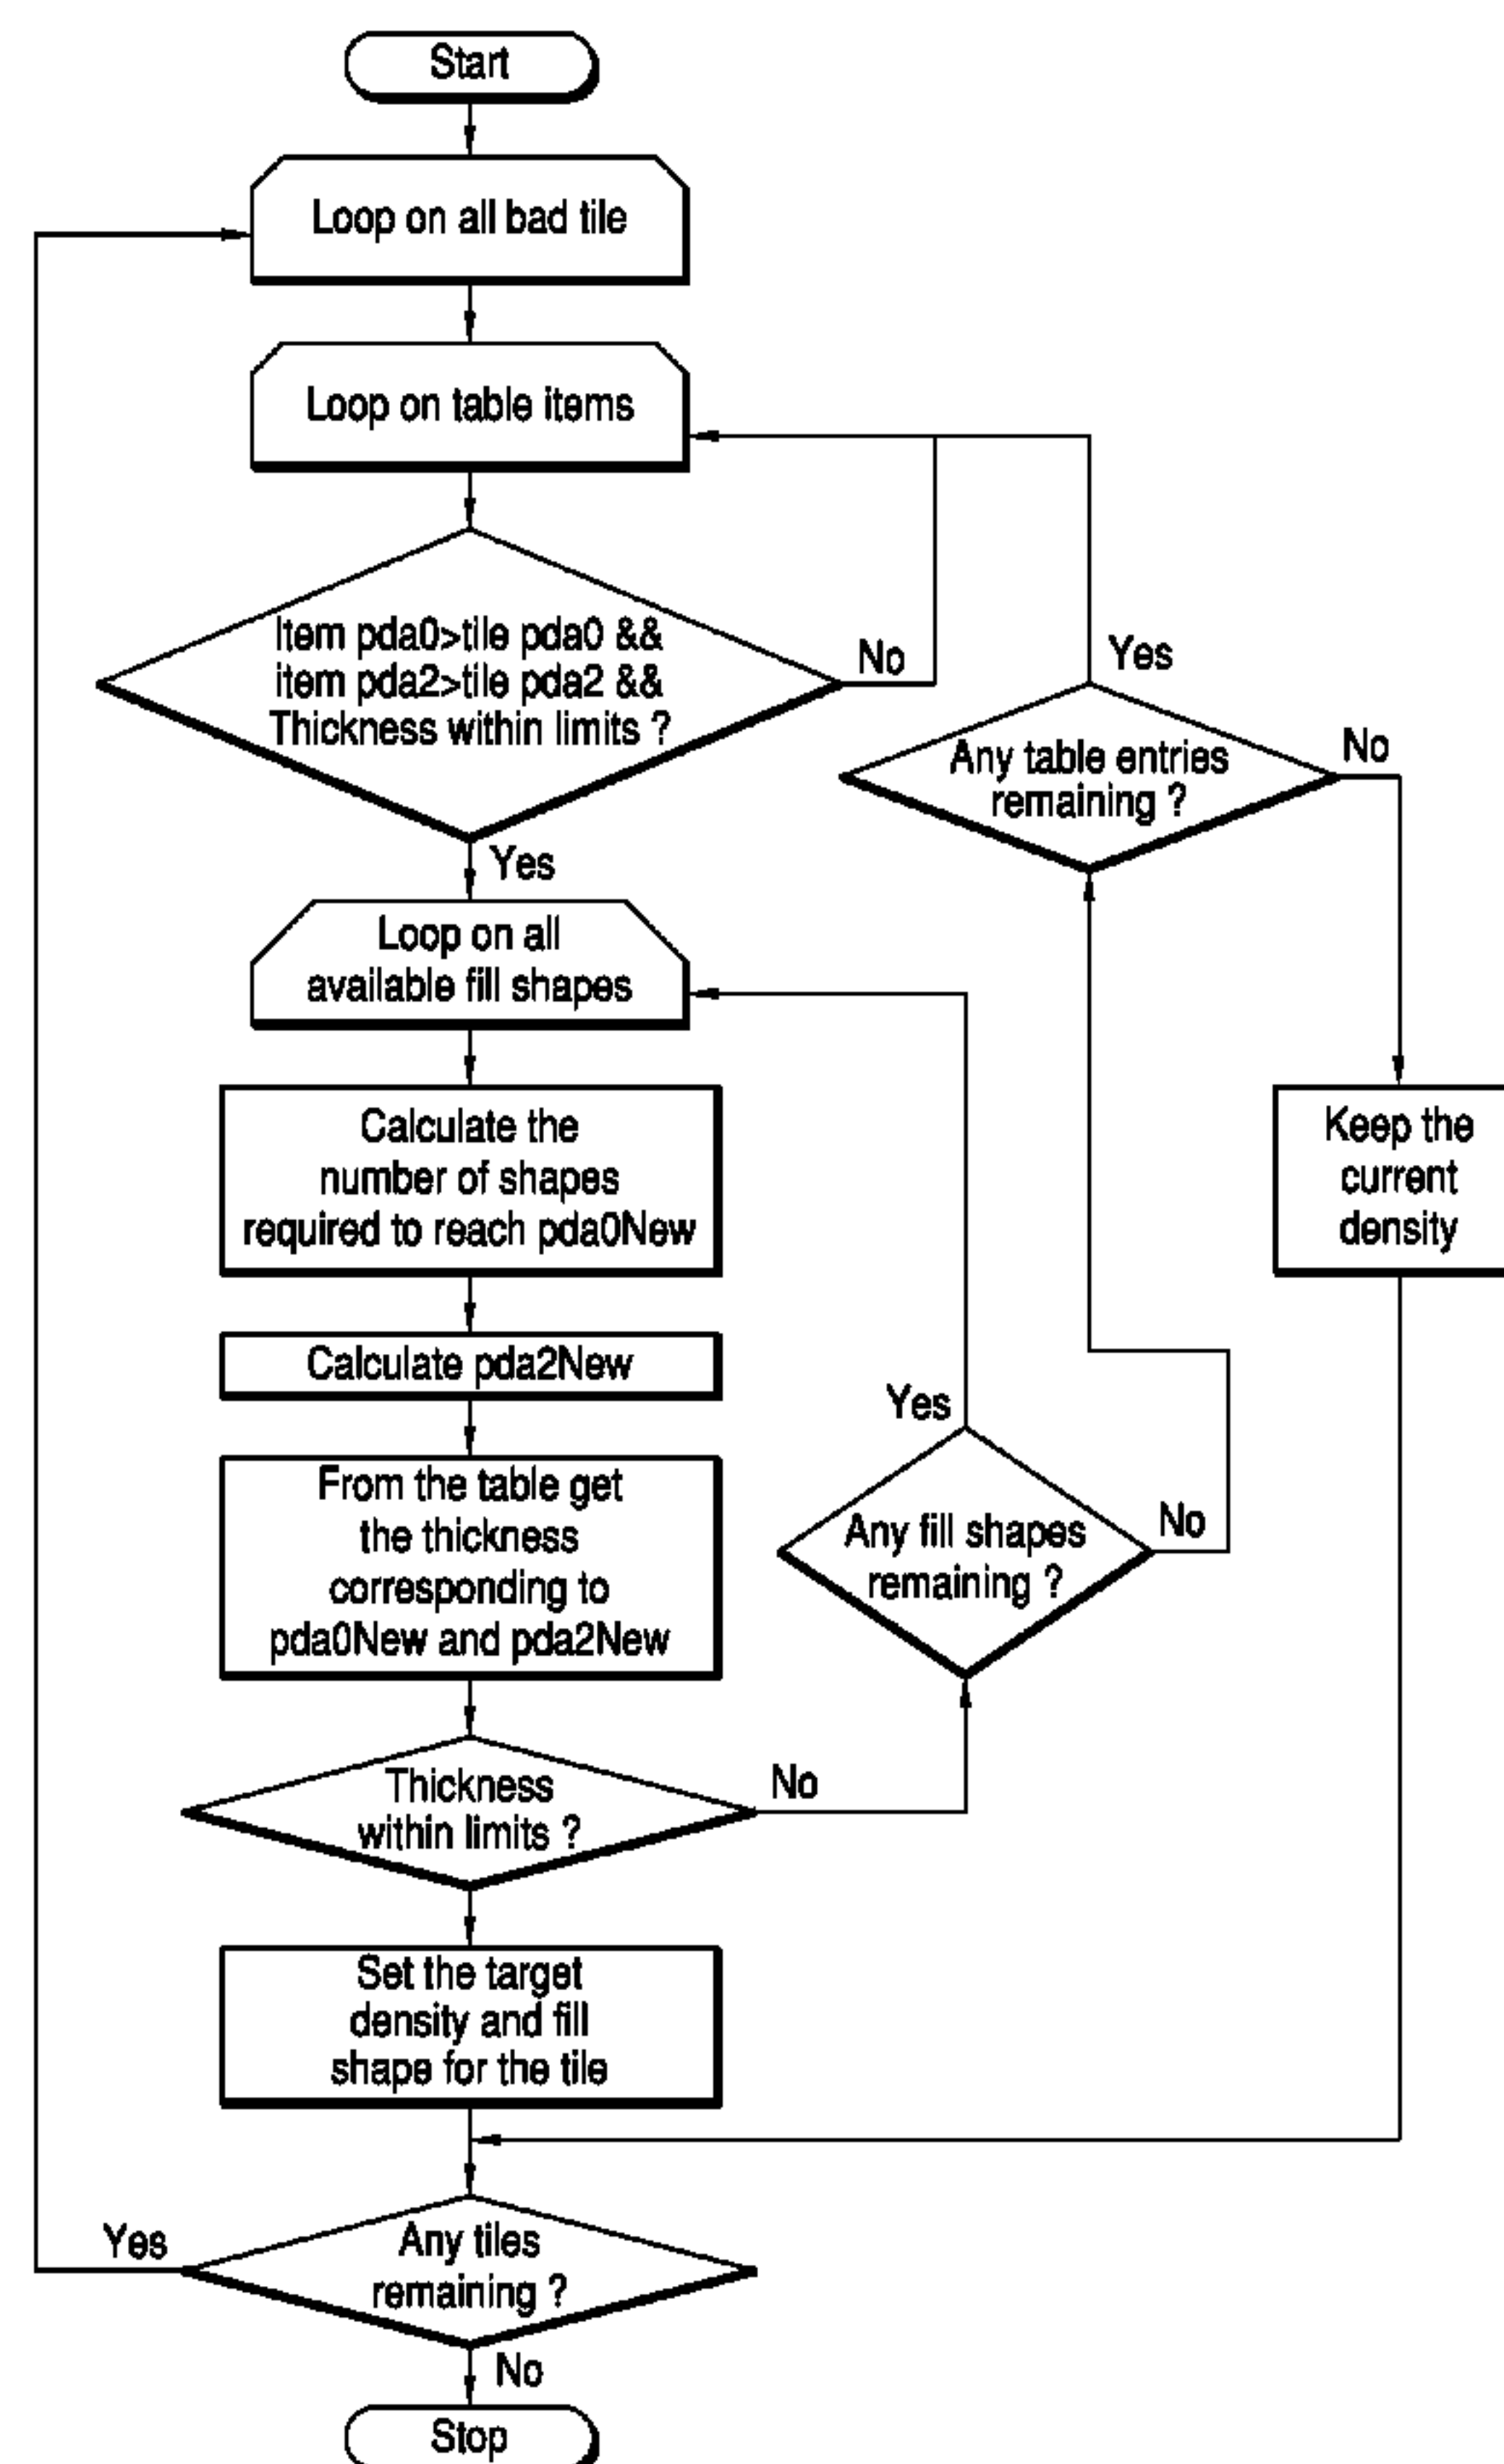 Start
Loop on all bad tile
Loop on table items
Item pda0>tile pda0 &&
item pda2>tile pda2 &&
Thickness within limits ?
No
Yes
Any table entries
remaining ?
Yes
No
Loop on all
available fill shapes
Calculate the
number of shapes
required to reach pda0New
Keep the
current
density
Calculate pda2New
From the table get
the thickness
corresponding to
pda0New and pda2New
Yes
Any fill shapes
remaining ?
No
Thickness
within limits ?
No
Set the target
density and fill
shape for the tile
Yes
Any tiles
remaining ?
No
Stop